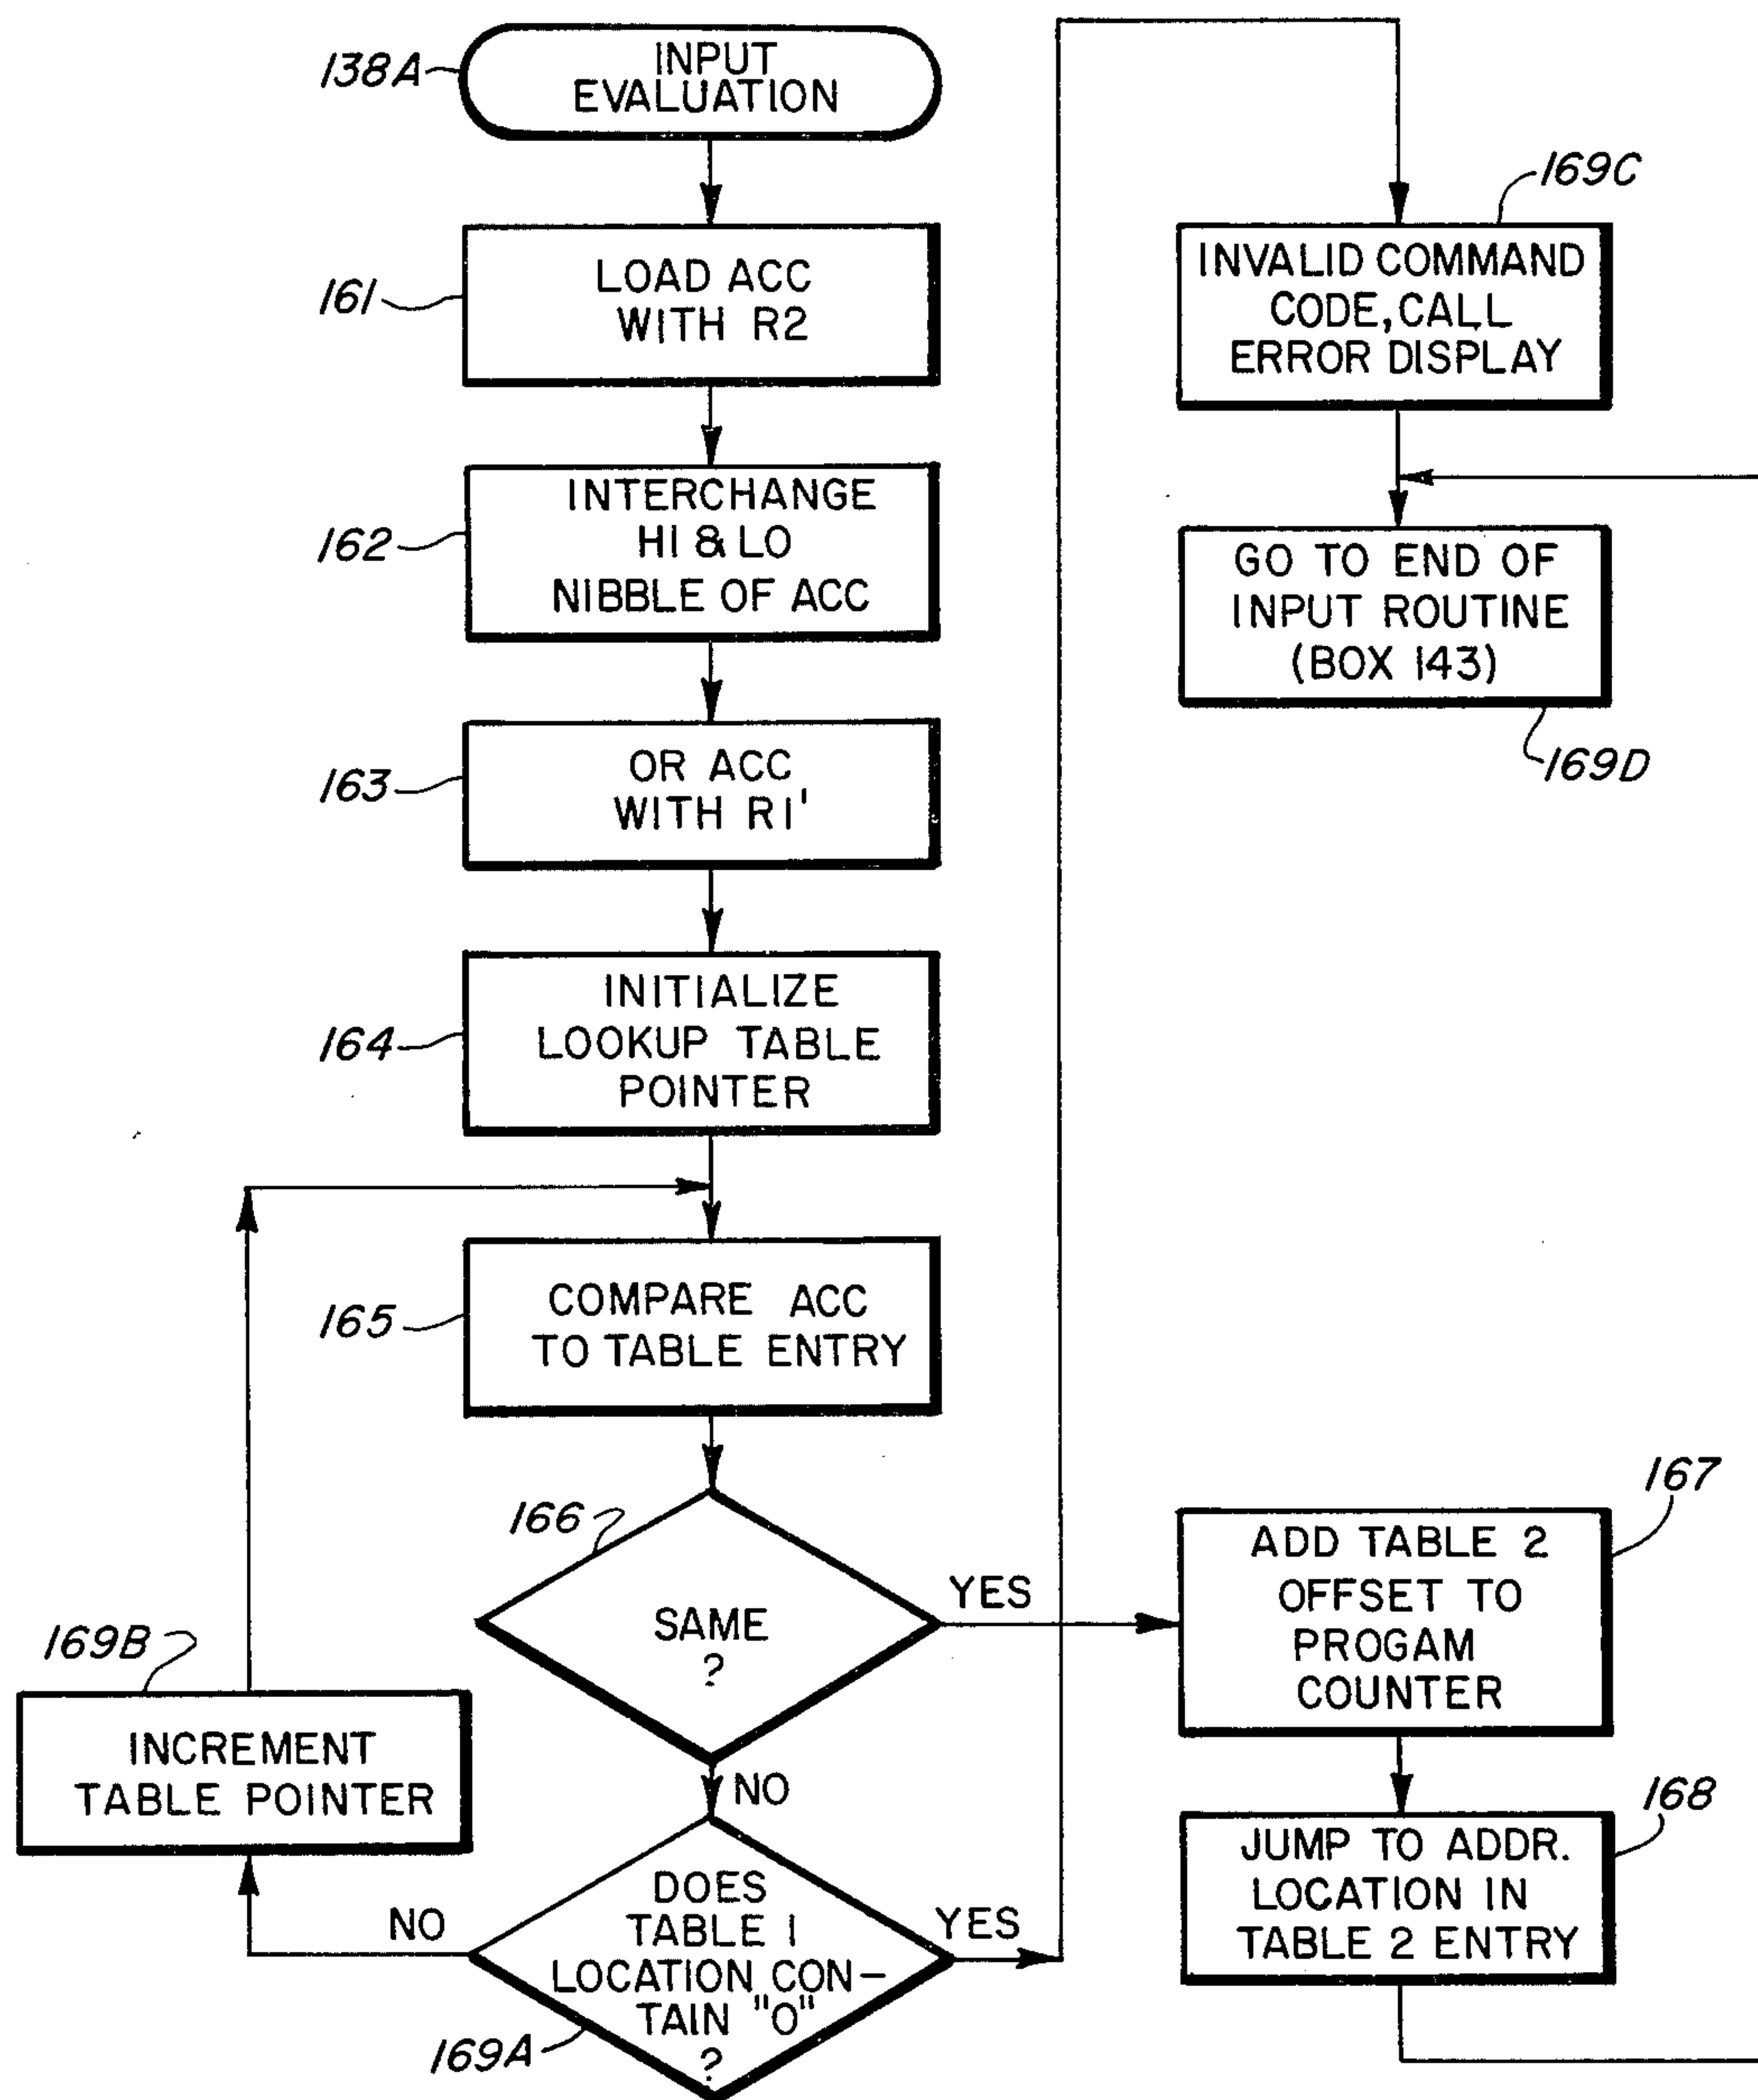 138A
INPUT
EVALUATION
161
LOAD ACC
WITH R2
162
INTERCHANGE
HI & LO
NIBBLE OF ACC
163
OR ACC
WITH R1'
164
INITIALIZE
LOOKUP TABLE
POINTER
165
COMPARE ACC
TO TABLE ENTRY
166
SAME
?
YES
NO
169B
INCREMENT
TABLE POINTER
NO
DOES
TABLE 1
LOCATION CON-
TAIN "0"
?
YES
169A
169C
INVALID COMMAND
CODE, CALL
ERROR DISPLAY
GO TO END OF
INPUT ROUTINE
(BOX 143)
169D
167
ADD TABLE 2
OFFSET TO
PROGAM
COUNTER
168
JUMP TO ADDR.
LOCATION IN
TABLE 2 ENTRY